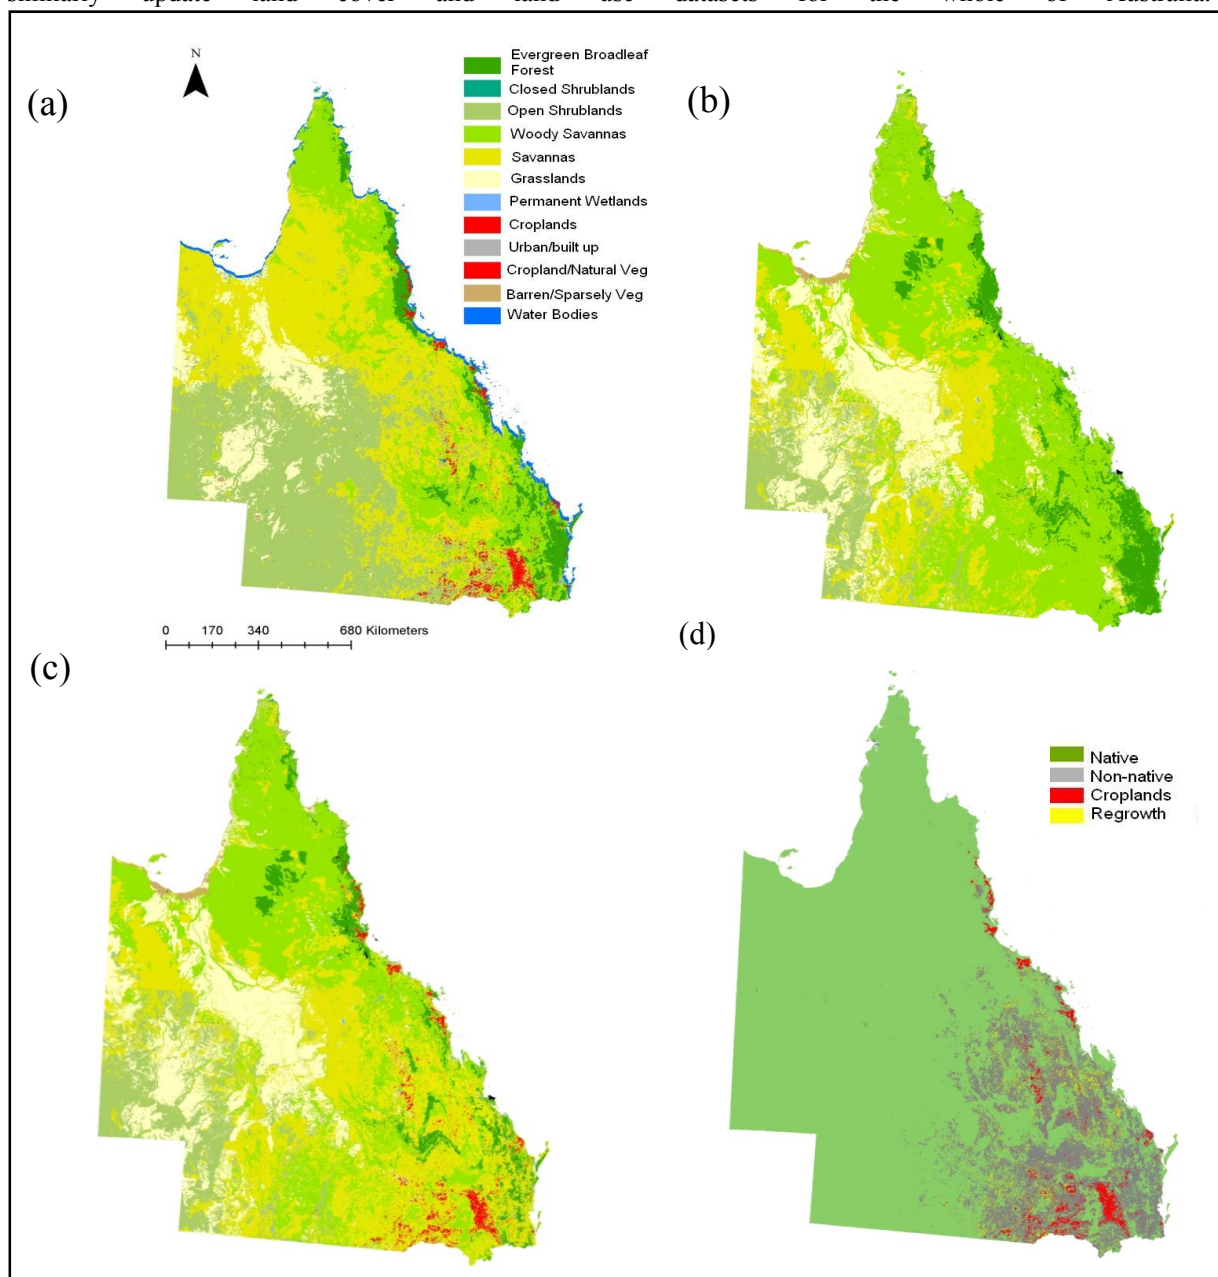 similarly update land cover and land use datasets for the whole of Australia.
(a)
N
Evergreen Broadleaf
Forest
Closed Shrublands
Open Shrublands
Woody Savannas
Savannas
Grasslands
Permanent Wetlands
Croplands
Urban/built up
Cropland/Natural Veg
Barren/Sparsely Veg
Water Bodies
(b)
0 170 340 680 Kilometers
(c)
(d)
Native
Non-native
Croplands
Regrowth